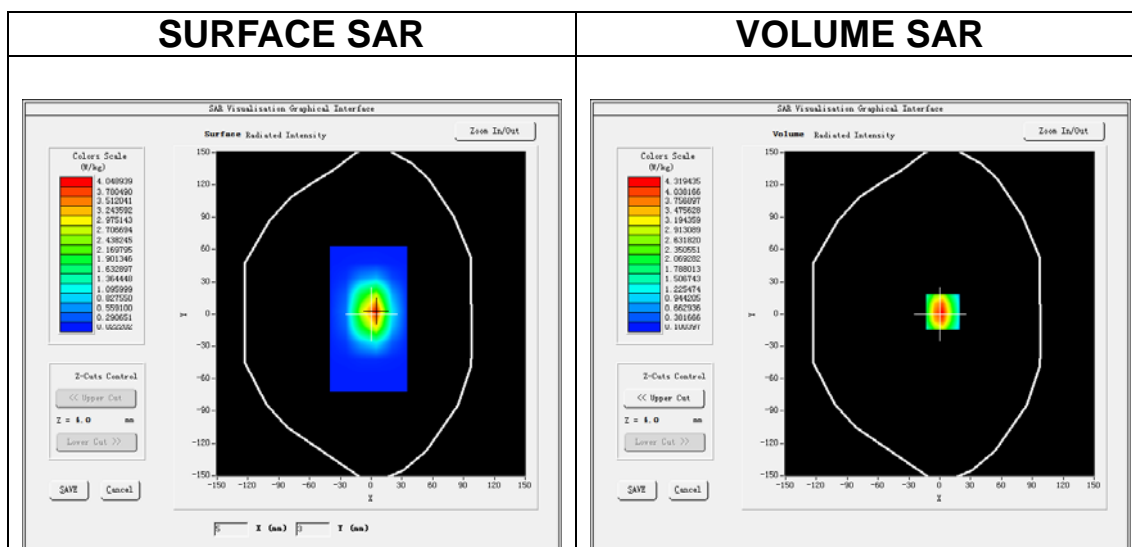 SURFACE SAR
SAR Visualisation Graphical Interface
Surface Radiated Intensity
Zoom In/Out
Colors Scale
(W/kg)
4.048939
3.780490
3.512041
3.243592
2.975143
2.706694
2.438245
2.169795
1.901346
1.632897
1.364448
1.095999
0.827550
0.559100
0.290651
0.022202
Z-Cuts Control
<< Upper Cut
Z = 4.0 mm
Lower Cut >>
SAVE Cancel
150
120
90
60
30
0
-30
-60
-90
-120
-150
Y
-150 -120 -90 -60 -30 0 30 60 90 120 150
X
5 X (mm) 3 Y (mm)
VOLUME SAR
SAR Visualisation Graphical Interface
Volume Radiated Intensity
Zoom In/Out
Colors Scale
(W/kg)
4.319435
4.038166
3.756897
3.475628
3.194359
2.913089
2.631820
2.350551
2.069282
1.788013
1.506743
1.225474
0.944205
0.662936
0.381666
0.100397
Z-Cuts Control
<< Upper Cut
Z = 4.0 mm
Lower Cut >>
SAVE Cancel
150
120
90
60
30
0
-30
-60
-90
-120
-150
Y
-150 -120 -90 -60 -30 0 30 60 90 120 150
X